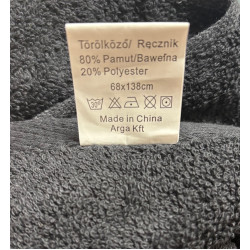 Törölköző/ Ręcznik
80% Pamut/Bawełna
20% Polyester
68x138cm
Made in China
Arga Kft